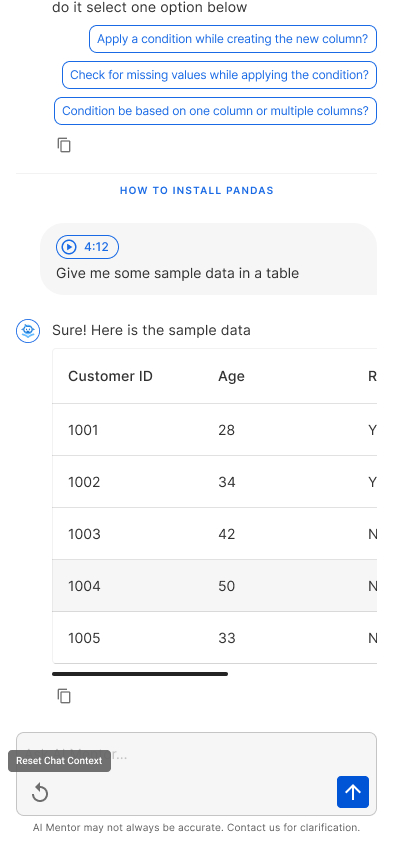 do it select one option below
Apply a condition while creating the new column?
Check for missing values while applying the condition?
Condition be based on one column or multiple columns?
HOW TO INSTALL PANDAS
4:12
Give me some sample data in a table
Sure! Here is the sample data
Customer ID Age R
1001 28 Y
1002 34 Y
1003 42 N
1004 50 N
1005 33 N
Reset Chat Context
AI Mentor may not always be accurate. Contact us for clarification.